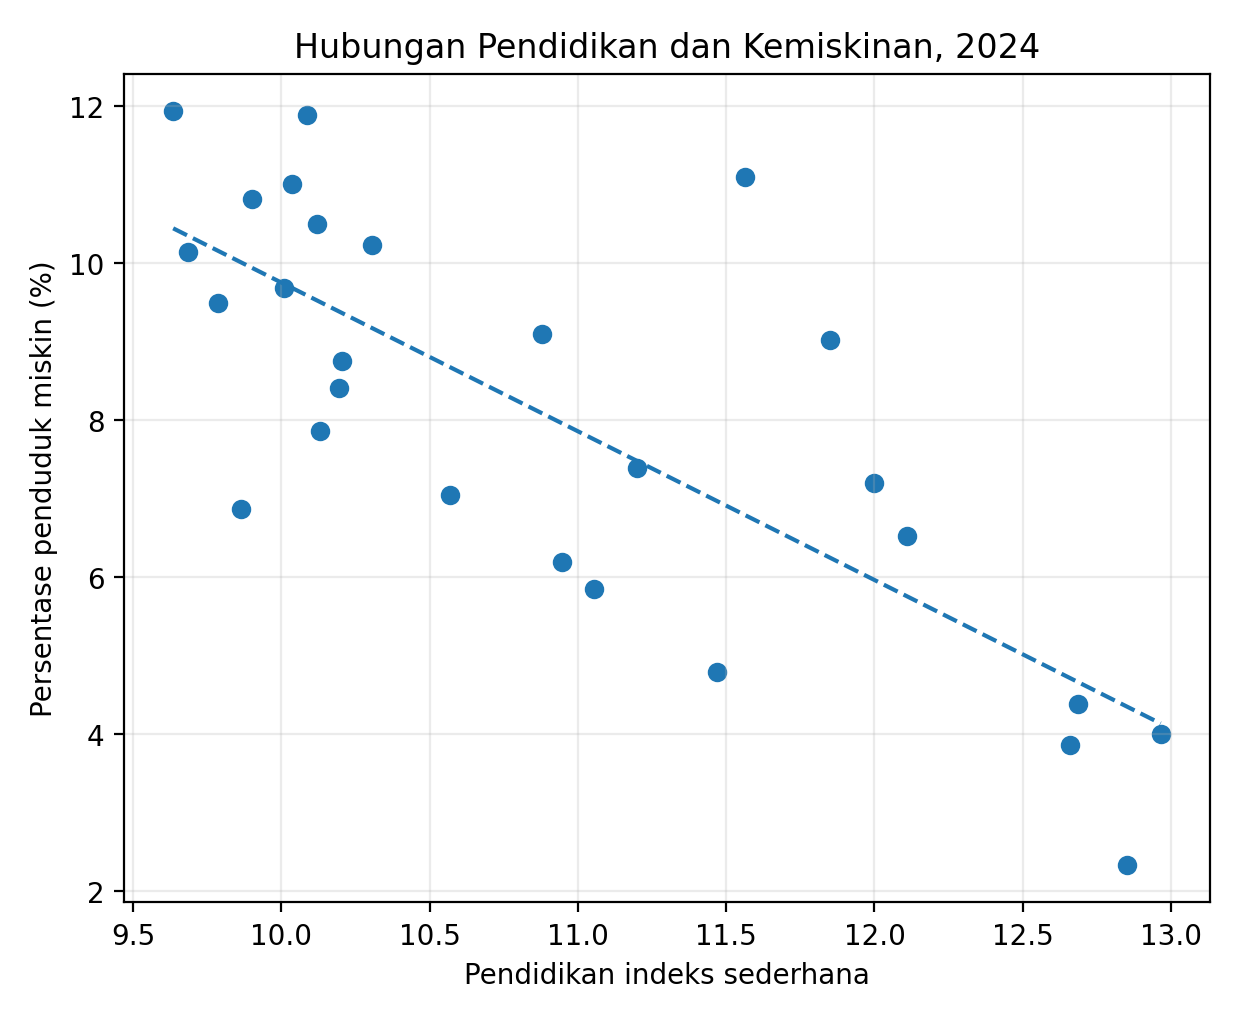 Hubungan Pendidikan dan Kemiskinan, 2024
Persentase penduduk miskin (%)
12
10
8
6
4
2
9.5 10.0 10.5 11.0 11.5 12.0 12.5 13.0
Pendidikan indeks sederhana